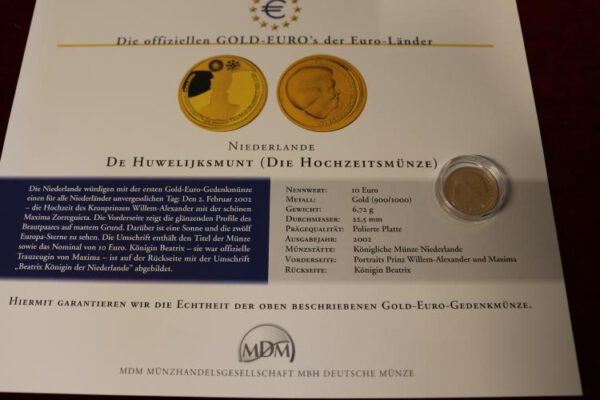 €
Die offiziellen GOLD-EURO's der Euro-Länder
NIEDERLANDE
DE HUWELIJKSMUNT (DIE HOCHZEITSMÜNZE)
Die Niederlande würdigen mit der ersten Gold-Euro-Gedenkmünze
einen für alle Niederländer unvergesslichen Tag: Den 2. Februar 2002
– die Hochzeit des Kronprinzen Willem-Alexander mit der schönen
Maxima Zorreguieta. Die Vorderseite zeigt die glänzenden Profile des
Brautpaares auf mattem Grund. Darüber ist eine Sonne und die zwölf
Europa-Sterne zu sehen. Die Umschrift enthält den Titel der Münze
sowie das Nominal von 10 Euro. Königin Beatrix – sie war offizielle
Trauzeugin von Maxima – ist auf der Rückseite mit der Umschrift
„Beatrix Königin der Niederlande" abgebildet.
NENNWERT: 10 Euro
METALL: Gold (900/1000)
GEWICHT: 6,72 g
DURCHMESSER: 22,5 mm
PRÄGEQUALITÄT: Polierte Platte
AUSGABEJAHR: 2002
MÜNZSTÄTTE: Königliche Münze Niederlande
VORDERSEITE: Portraits Prinz Willem-Alexander und Maxima
RÜCKSEITE: Königin Beatrix
HIERMIT GARANTIEREN WIR DIE ECHTHEIT DER OBEN BESCHRIEBENEN GOLD-EURO-GEDENKMÜNZE.
MDM
MDM MÜNZHANDELSGESELLSCHAFT MBH DEUTSCHE MÜNZE